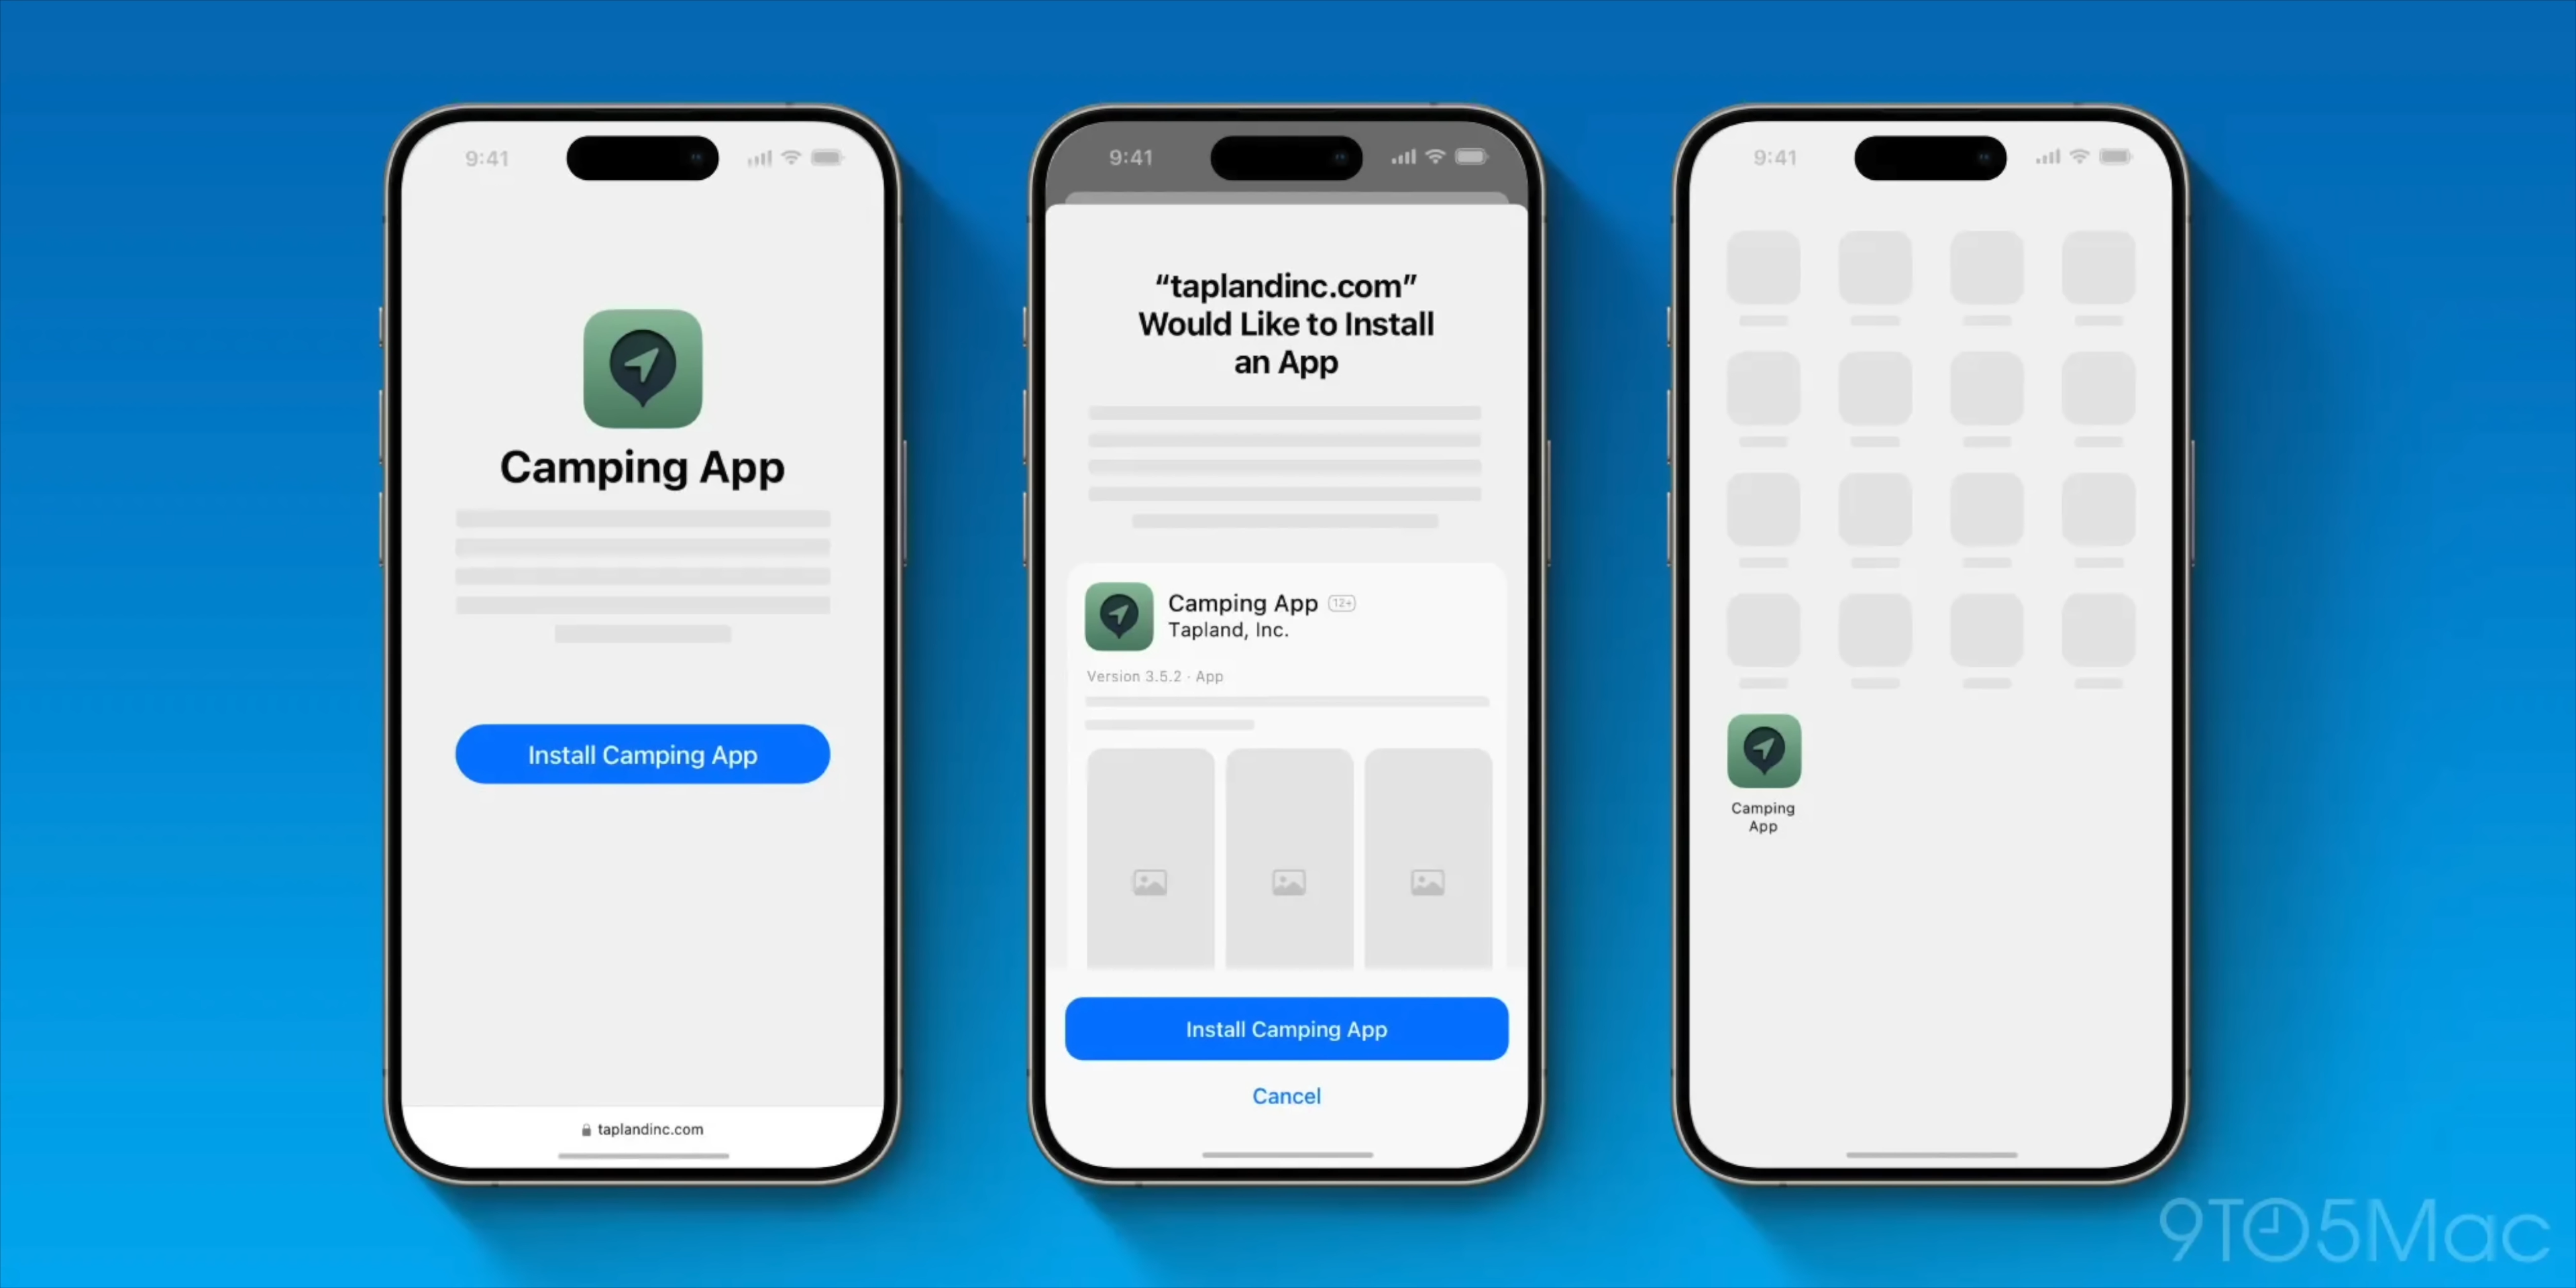 9:41
Camping App
Install Camping App
taplandinc.com
9:41
“taplandinc.com”
Would Like to Install
an App
Camping App 12+
Tapland, Inc.
Version 3.5.2 · App
Install Camping App
Cancel
9:41
Camping
App
9TO5Mac